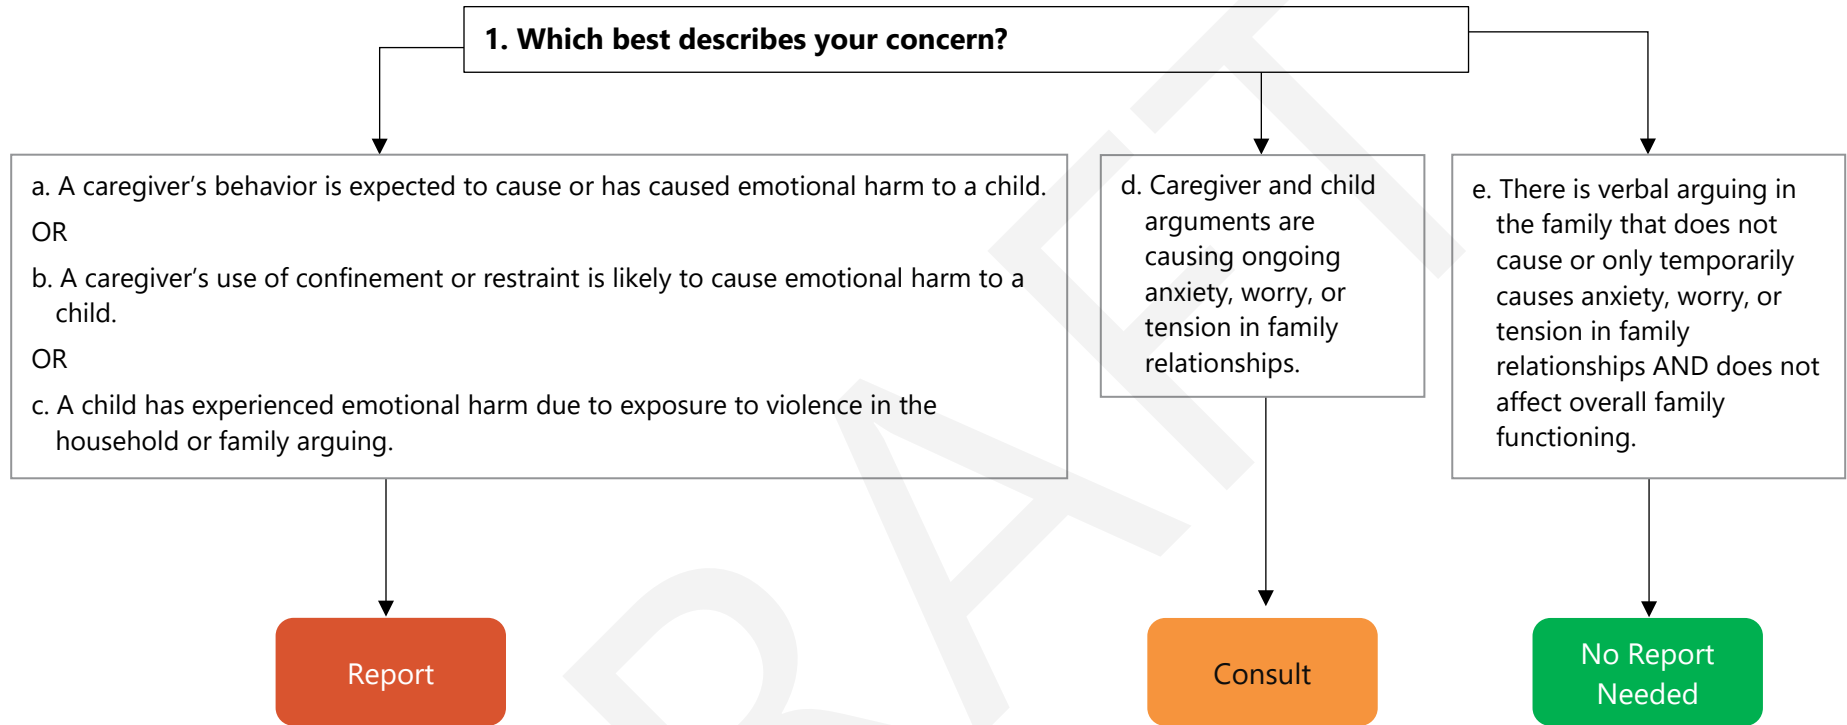 1. Which best describes your concern?
a. A caregiver’s behavior is expected to cause or has caused emotional harm to a child.
OR
b. A caregiver’s use of confinement or restraint is likely to cause emotional harm to a
child.
OR
c. A child has experienced emotional harm due to exposure to violence in the
household or family arguing.
d. Caregiver and child
arguments are
causing ongoing
anxiety, worry, or
tension in family
relationships.
e. There is verbal arguing in
the family that does not
cause or only temporarily
causes anxiety, worry, or
tension in family
relationships AND does not
affect overall family
functioning.
Report
Consult
No Report
Needed
RAFT